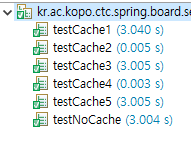 kr.ac.kopo.ctc.spring.board.se
testCache1 (3.040 s)
testCache2 (0.005 s)
testCache3 (3.005 s)
testCache4 (0.003 s)
testCache5 (3.005 s)
testNoCache (3.004 s)